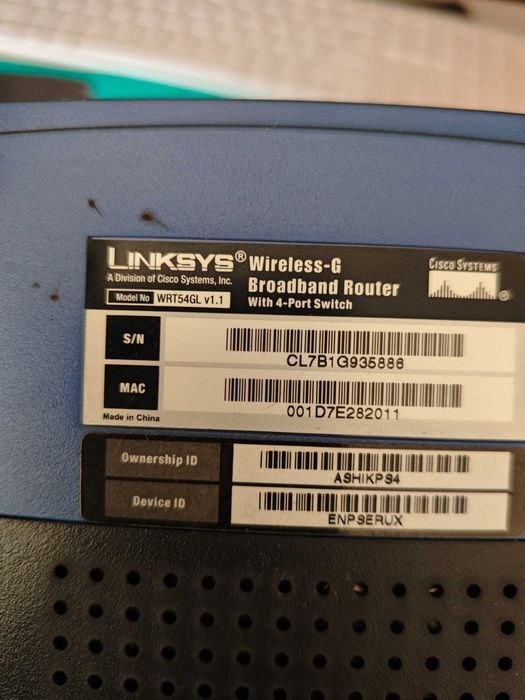 LINKSYS® Wireless-G
A Division of Cisco Systems, Inc. Broadband Router
Model No WRT54GL v1.1 With 4-Port Switch
CISCO SYSTEMS ®
S/N
CL7B1G935886
MAC
001D7E282011
Made in China
Ownership ID
ASHIKPS4
Device ID
ENPSERUX